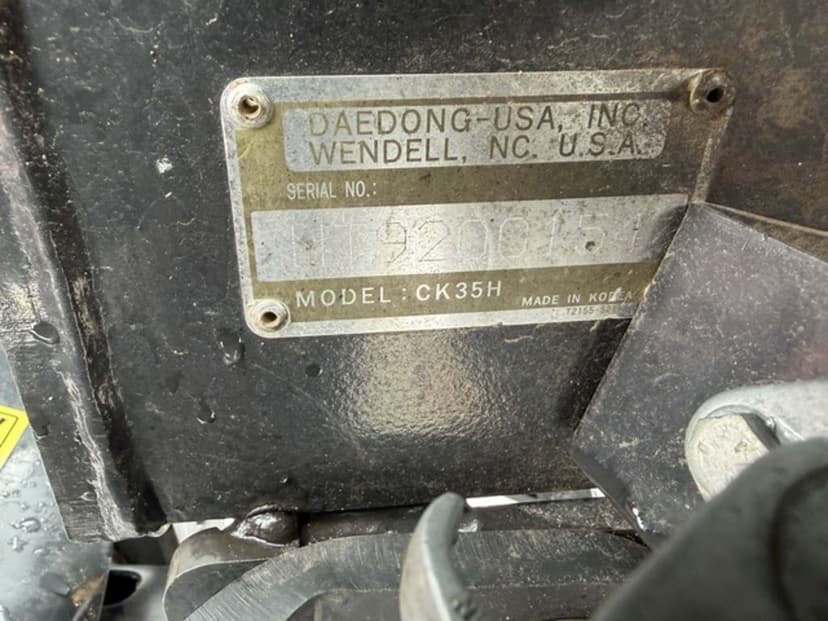 DAEDONG-USA, INC.
WENDELL, NC. U.S.A.
SERIAL NO.:
MODEL : CK35H
MADE IN KOREA